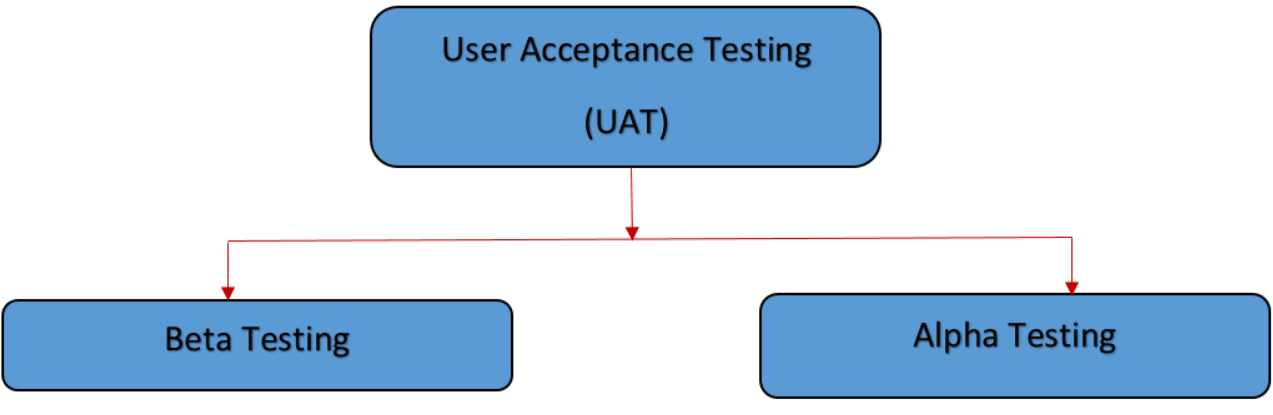 User Acceptance Testing
(UAT)
Beta Testing
Alpha Testing